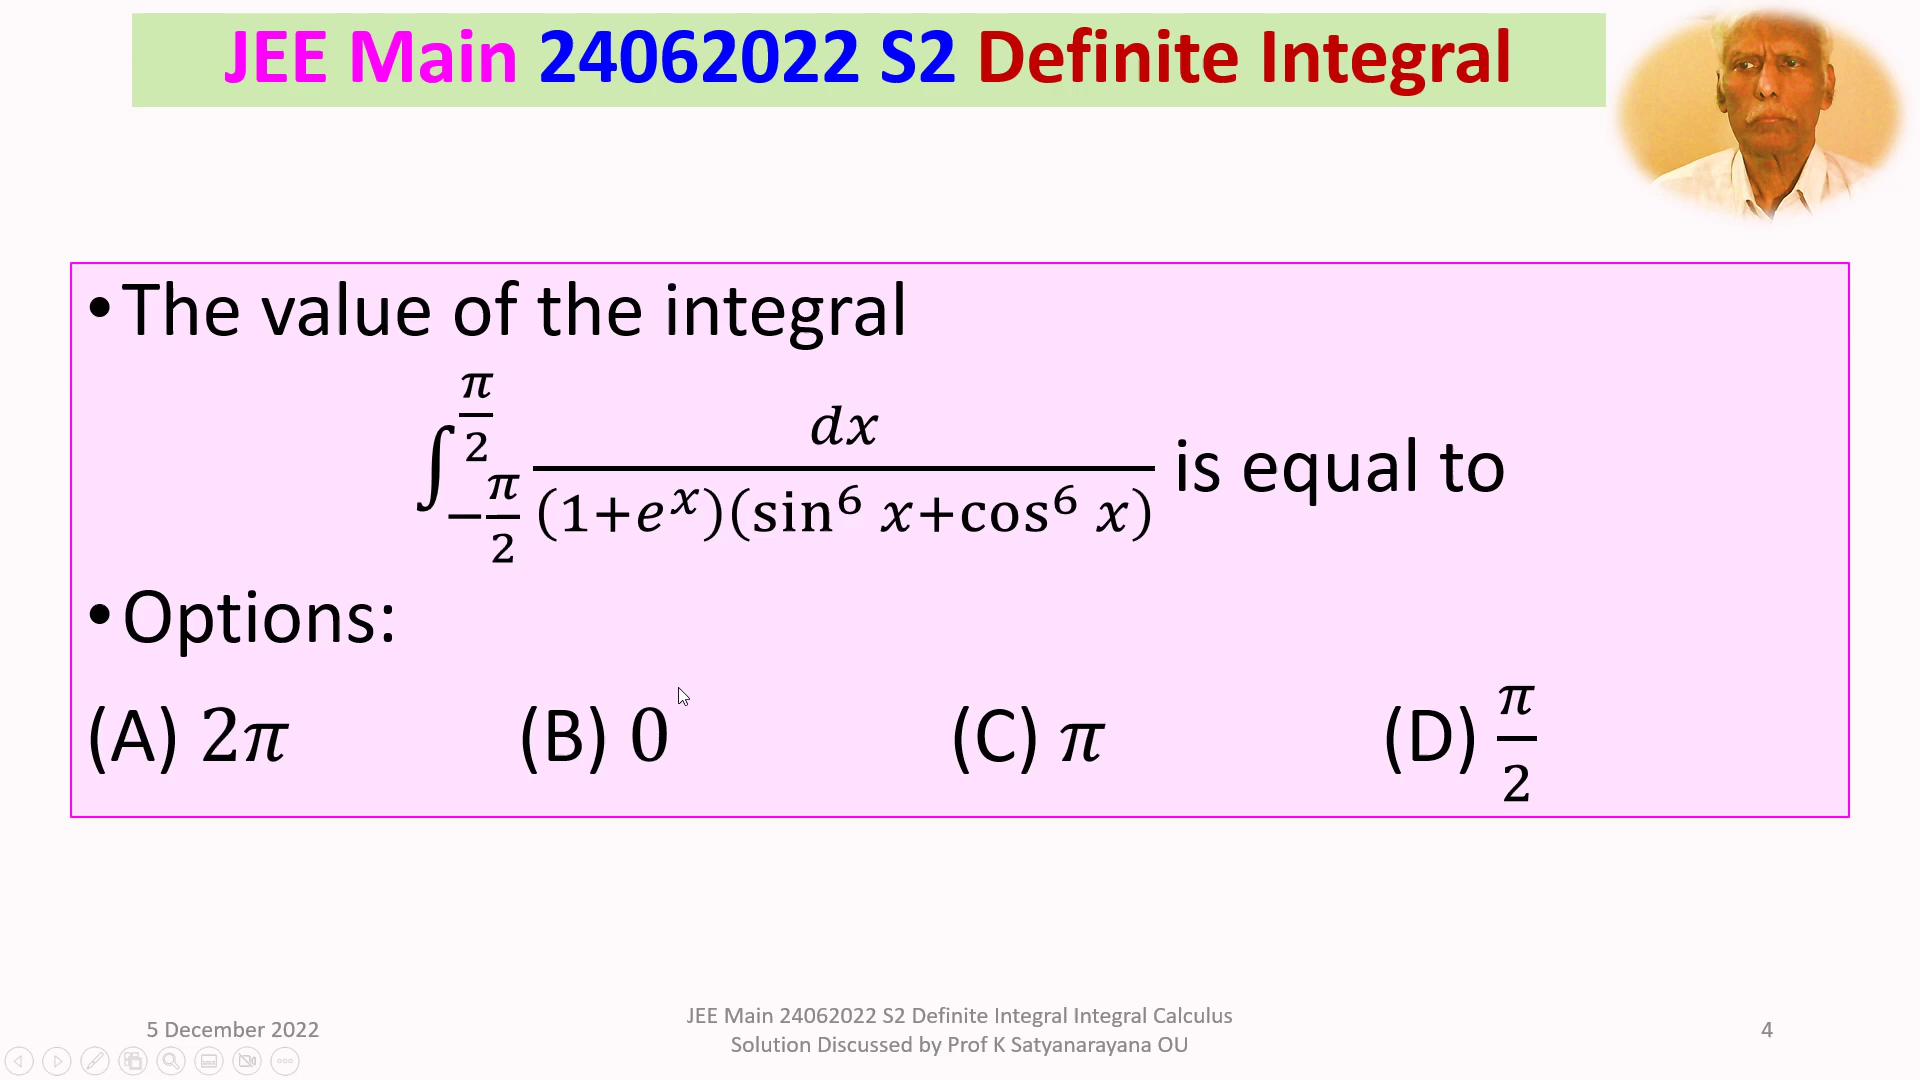 JEE Main 24062022 S2 Definite Integral
•The value of the integral
∫_{-π/2}^{π/2} dx/((1+e^x)(sin^6 x+cos^6 x)) is equal to
•Options:
(A) 2π (B) 0 (C) π (D) π/2
5 December 2022
JEE Main 24062022 S2 Definite Integral Integral Calculus
Solution Discussed by Prof K Satyanarayana OU
4